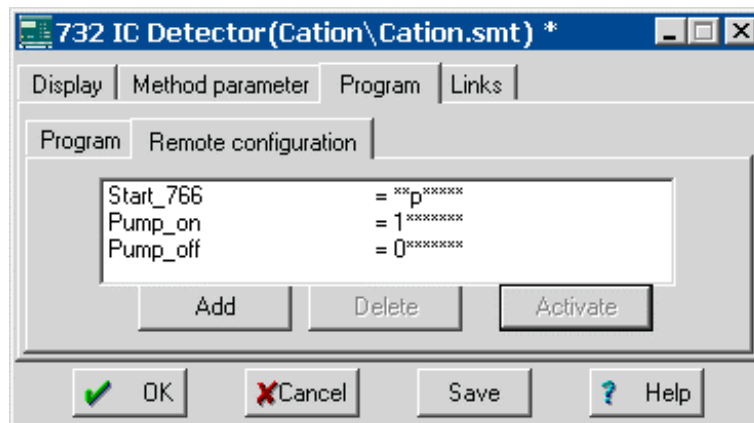 732 IC Detector(Cation\Cation.smt) *
Display Method parameter Program Links
Program Remote configuration
Start_766 = **p*****
Pump_on = 1*******
Pump_off = 0*******
Add Delete Activate
OK Cancel Save ? Help